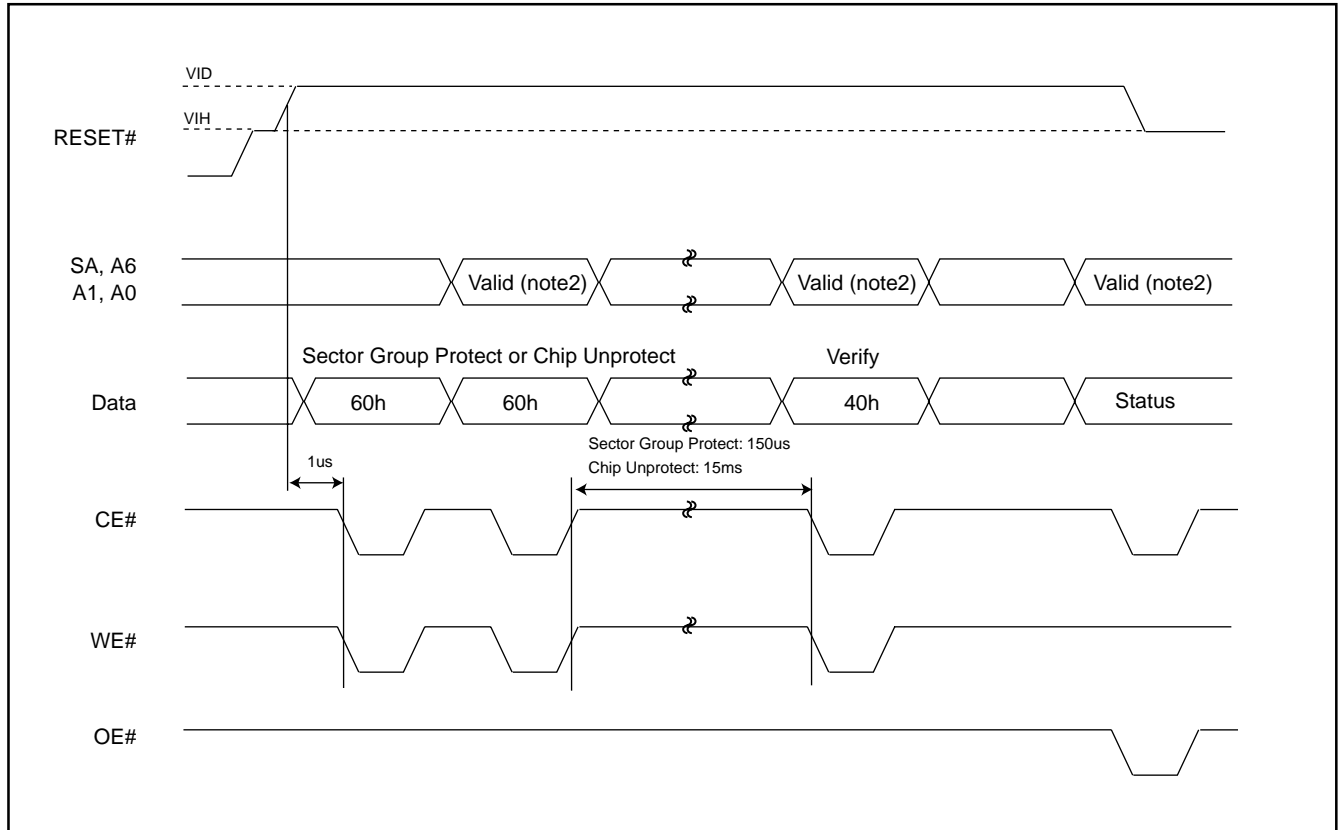 VID
VIH
RESET#
SA, A6
A1, A0
Valid (note2)
Valid (note2)
Valid (note2)
Sector Group Protect or Chip Unprotect
Verify
Data
60h
60h
40h
Status
Sector Group Protect: 150us
Chip Unprotect: 15ms
1us
CE#
WE#
OE#